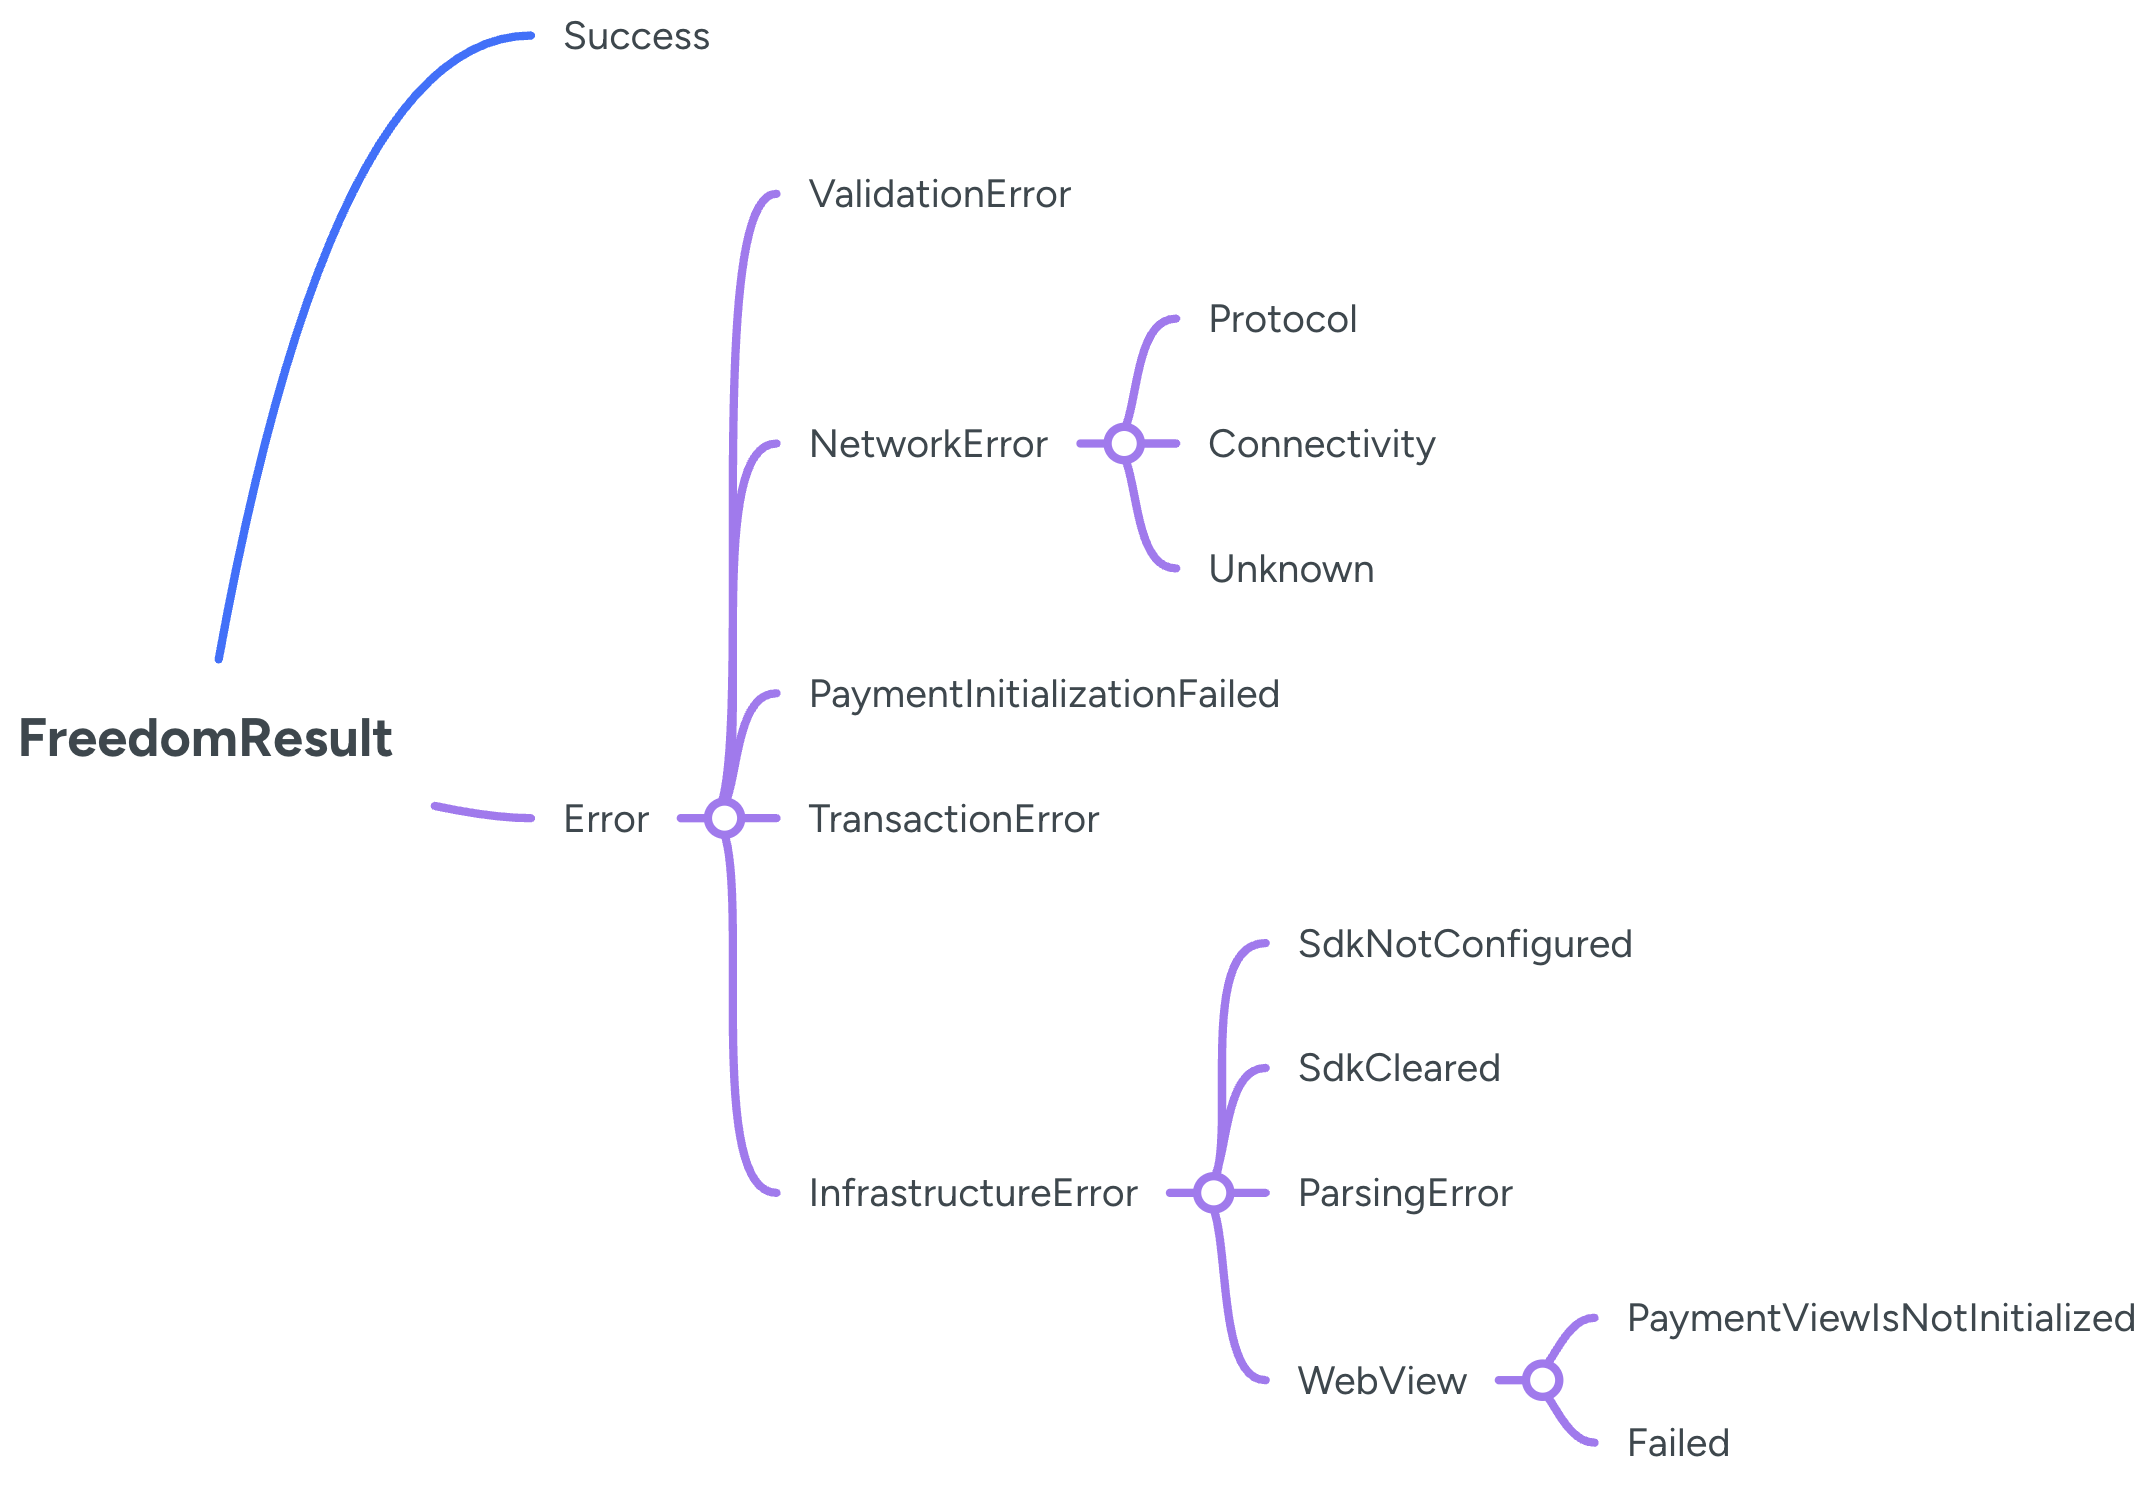 Success
ValidationError
Protocol
NetworkError
Connectivity
Unknown
PaymentInitializationFailed
FreedomResult
Error
TransactionError
SdkNotConfigured
SdkCleared
InfrastructureError
ParsingError
PaymentViewIsNotInitialized
WebView
Failed